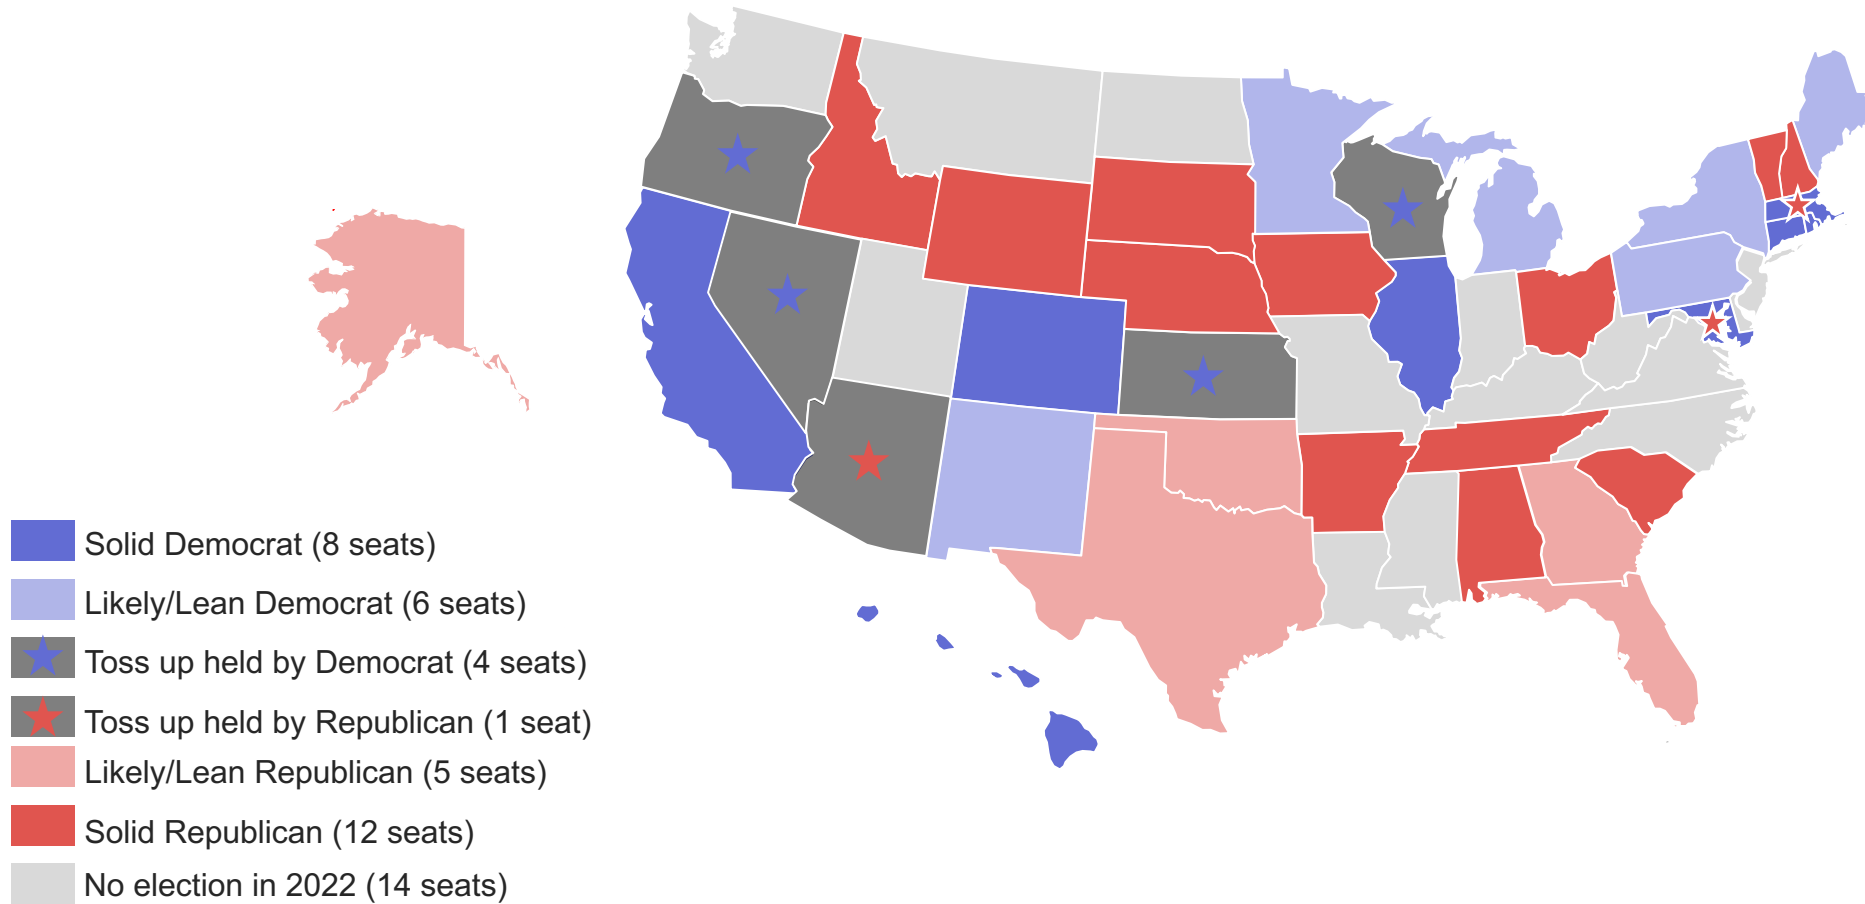 Solid Democrat (8 seats)
Likely/Lean Democrat (6 seats)
Toss up held by Democrat (4 seats)
Toss up held by Republican (1 seat)
Likely/Lean Republican (5 seats)
Solid Republican (12 seats)
No election in 2022 (14 seats)